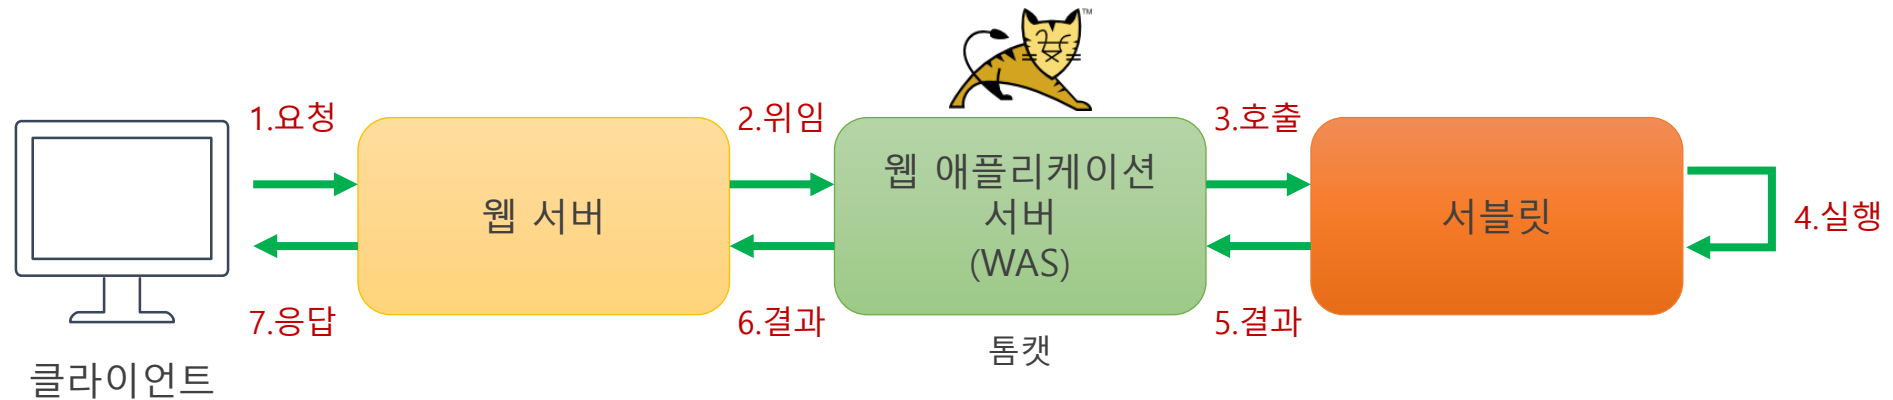 TM
1.요청
2.위임
3.호출
웹 서버
웹 애플리케이션
서버
(WAS)
서블릿
4.실행
7.응답
6.결과
5.결과
톰캣
클라이언트